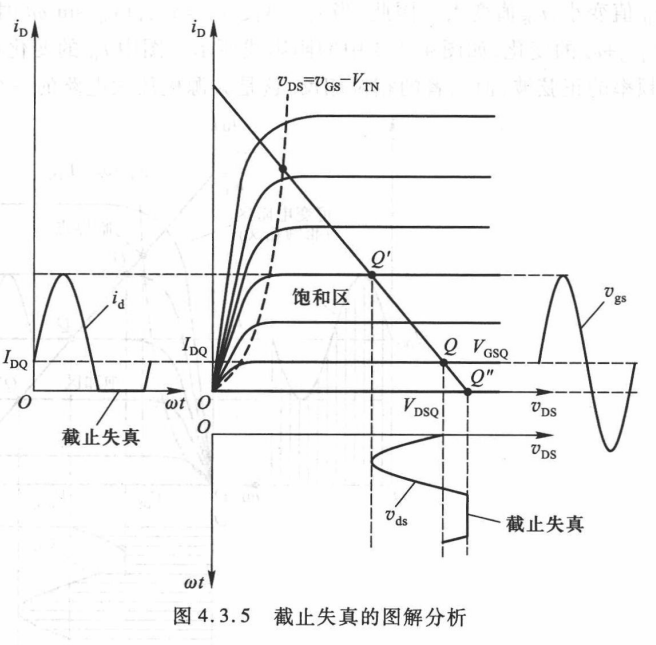 i_D
i_D
v_DS=v_GS−V_TN
Q′
饱和区
i_d
v_gs
I_DQ
I_DQ
Q
V_GSQ
Q″
O
ωt
O
V_DSQ
v_DS
截止失真
O
v_DS
v_ds
截止失真
ωt
图 4.3.5 截止失真的图解分析